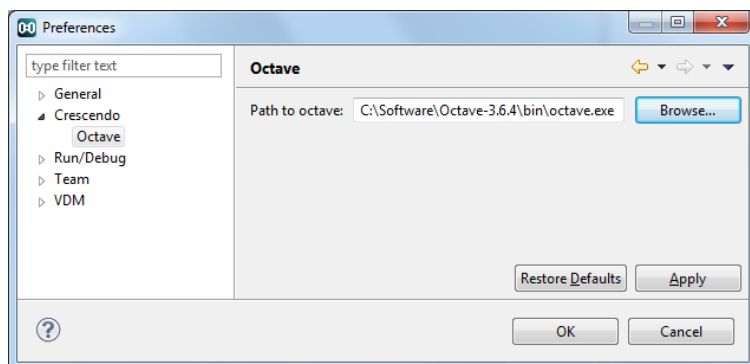 Preferences
type filter text
General
Crescendo
Octave
Run/Debug
Team
VDM
Octave
Path to octave: C:\Software\Octave-3.6.4\bin\octave.exe Browse...
Restore Defaults Apply
OK Cancel